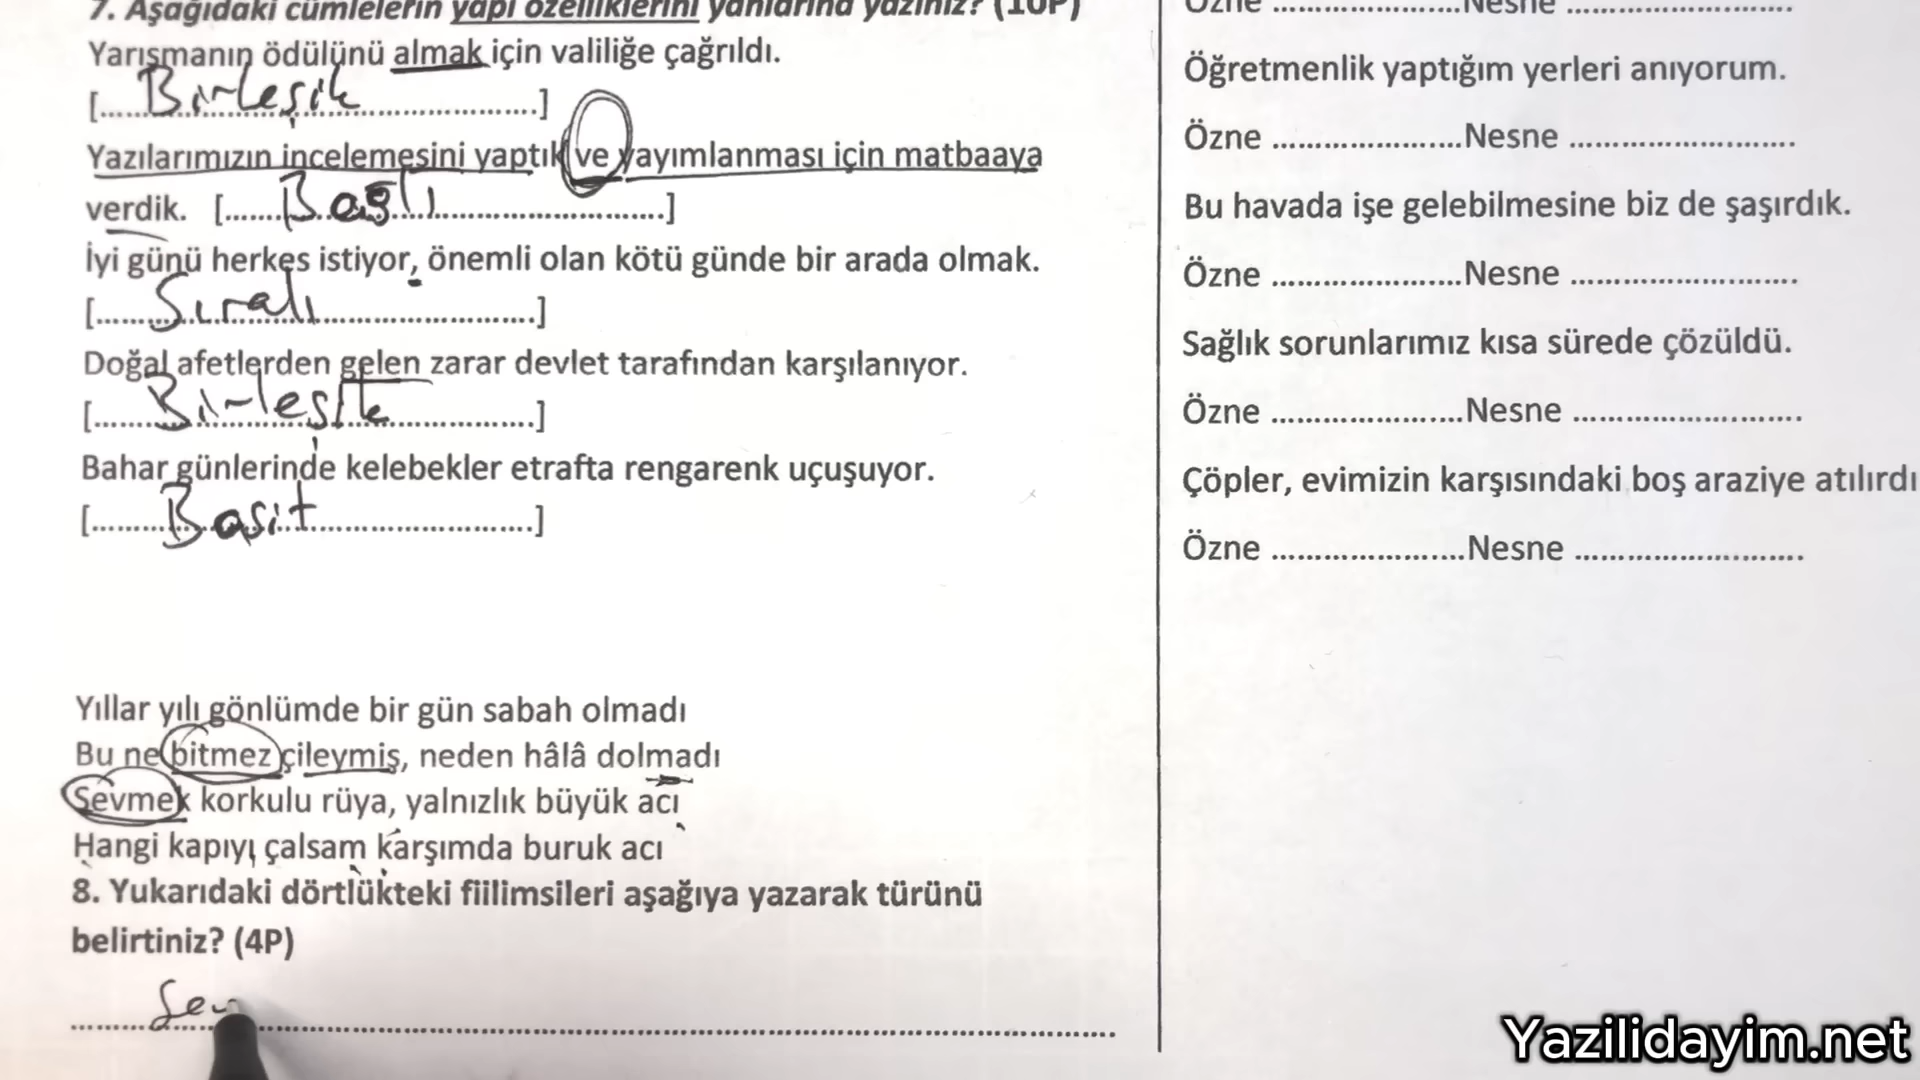 7. Aşağıdaki cümlelerin yapı özelliklerini yanlarına yazınız? (10P)
Yarışmanın ödülünü almak için valiliğe çağrıldı.
[.....Birleşik......................]
Yazılarımızın incelemesini yaptık ve yayımlanması için matbaaya
verdik. [.......Bağlı.............................]
İyi günü herkes istiyor, önemli olan kötü günde bir arada olmak.
[.......Sıralı...........................]
Doğal afetlerden gelen zarar devlet tarafından karşılanıyor.
[.......Birleşik..................]
Bahar günlerinde kelebekler etrafta rengarenk uçuşuyor.
[.........Basit...........................]
Yıllar yılı gönlümde bir gün sabah olmadı
Bu ne bitmez çileymiş, neden hâlâ dolmadı
Sevmek korkulu rüya, yalnızlık büyük acı
Hangi kapıyı çalsam karşımda buruk acı
8. Yukarıdaki dörtlükteki fiilimsileri aşağıya yazarak türünü
belirtiniz? (4P)
Sev
Özne .....................Nesne .........................
Öğretmenlik yaptığım yerleri anıyorum.
Özne .....................Nesne .........................
Bu havada işe gelebilmesine biz de şaşırdık.
Özne .....................Nesne .........................
Sağlık sorunlarımız kısa sürede çözüldü.
Özne .....................Nesne .........................
Çöpler, evimizin karşısındaki boş araziye atılırdı
Özne .....................Nesne .........................
Yazilidayim.net